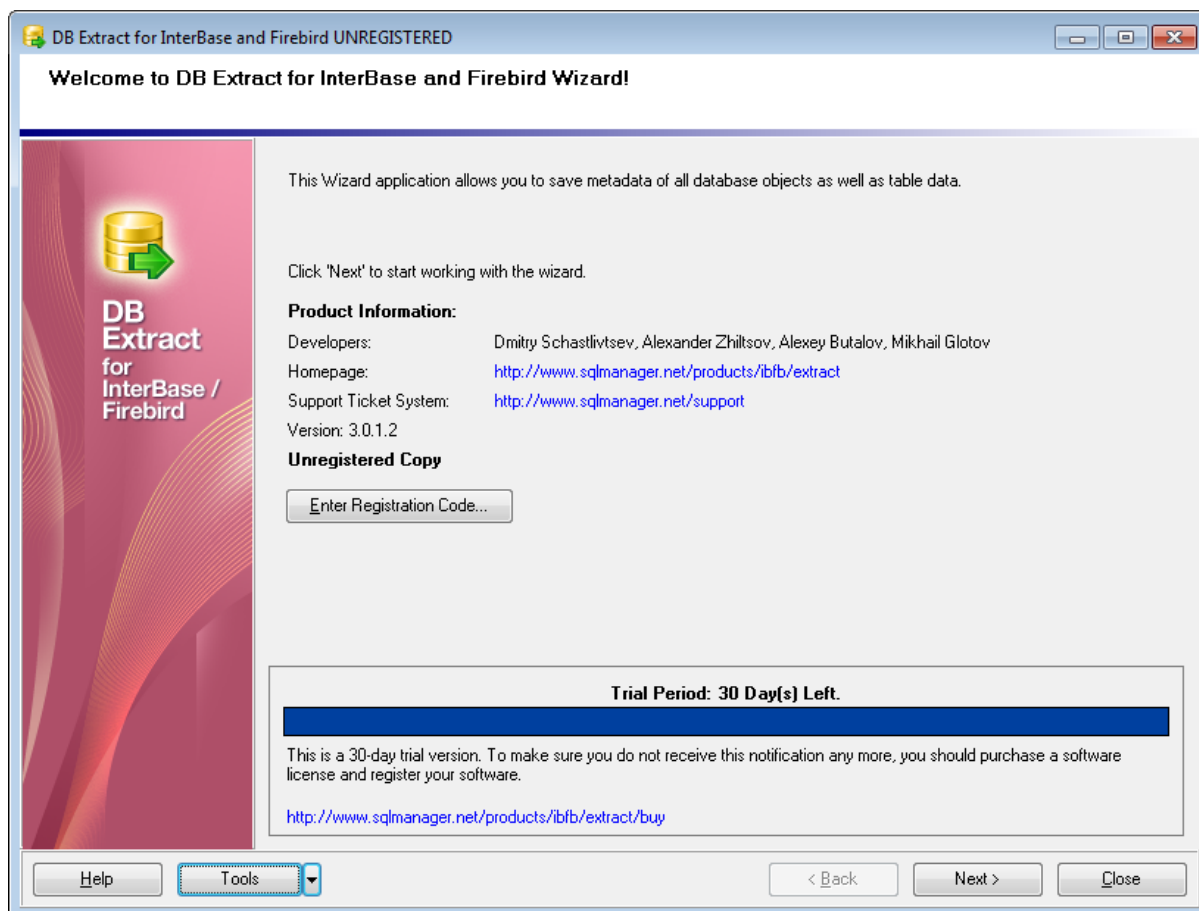 DB Extract for InterBase and Firebird UNREGISTERED
Welcome to DB Extract for InterBase and Firebird Wizard!
DB
Extract
for
InterBase /
Firebird
This Wizard application allows you to save metadata of all database objects as well as table data.
Click 'Next' to start working with the wizard.
Product Information:
Developers: Dmitry Schastlivtsev, Alexander Zhiltsov, Alexey Butalov, Mikhail Glotov
Homepage: http://www.sqlmanager.net/products/ibfb/extract
Support Ticket System: http://www.sqlmanager.net/support
Version: 3.0.1.2
Unregistered Copy
Enter Registration Code...
Trial Period: 30 Day(s) Left.
This is a 30-day trial version. To make sure you do not receive this notification any more, you should purchase a software
license and register your software.
http://www.sqlmanager.net/products/ibfb/extract/buy
Help Tools < Back Next > Close